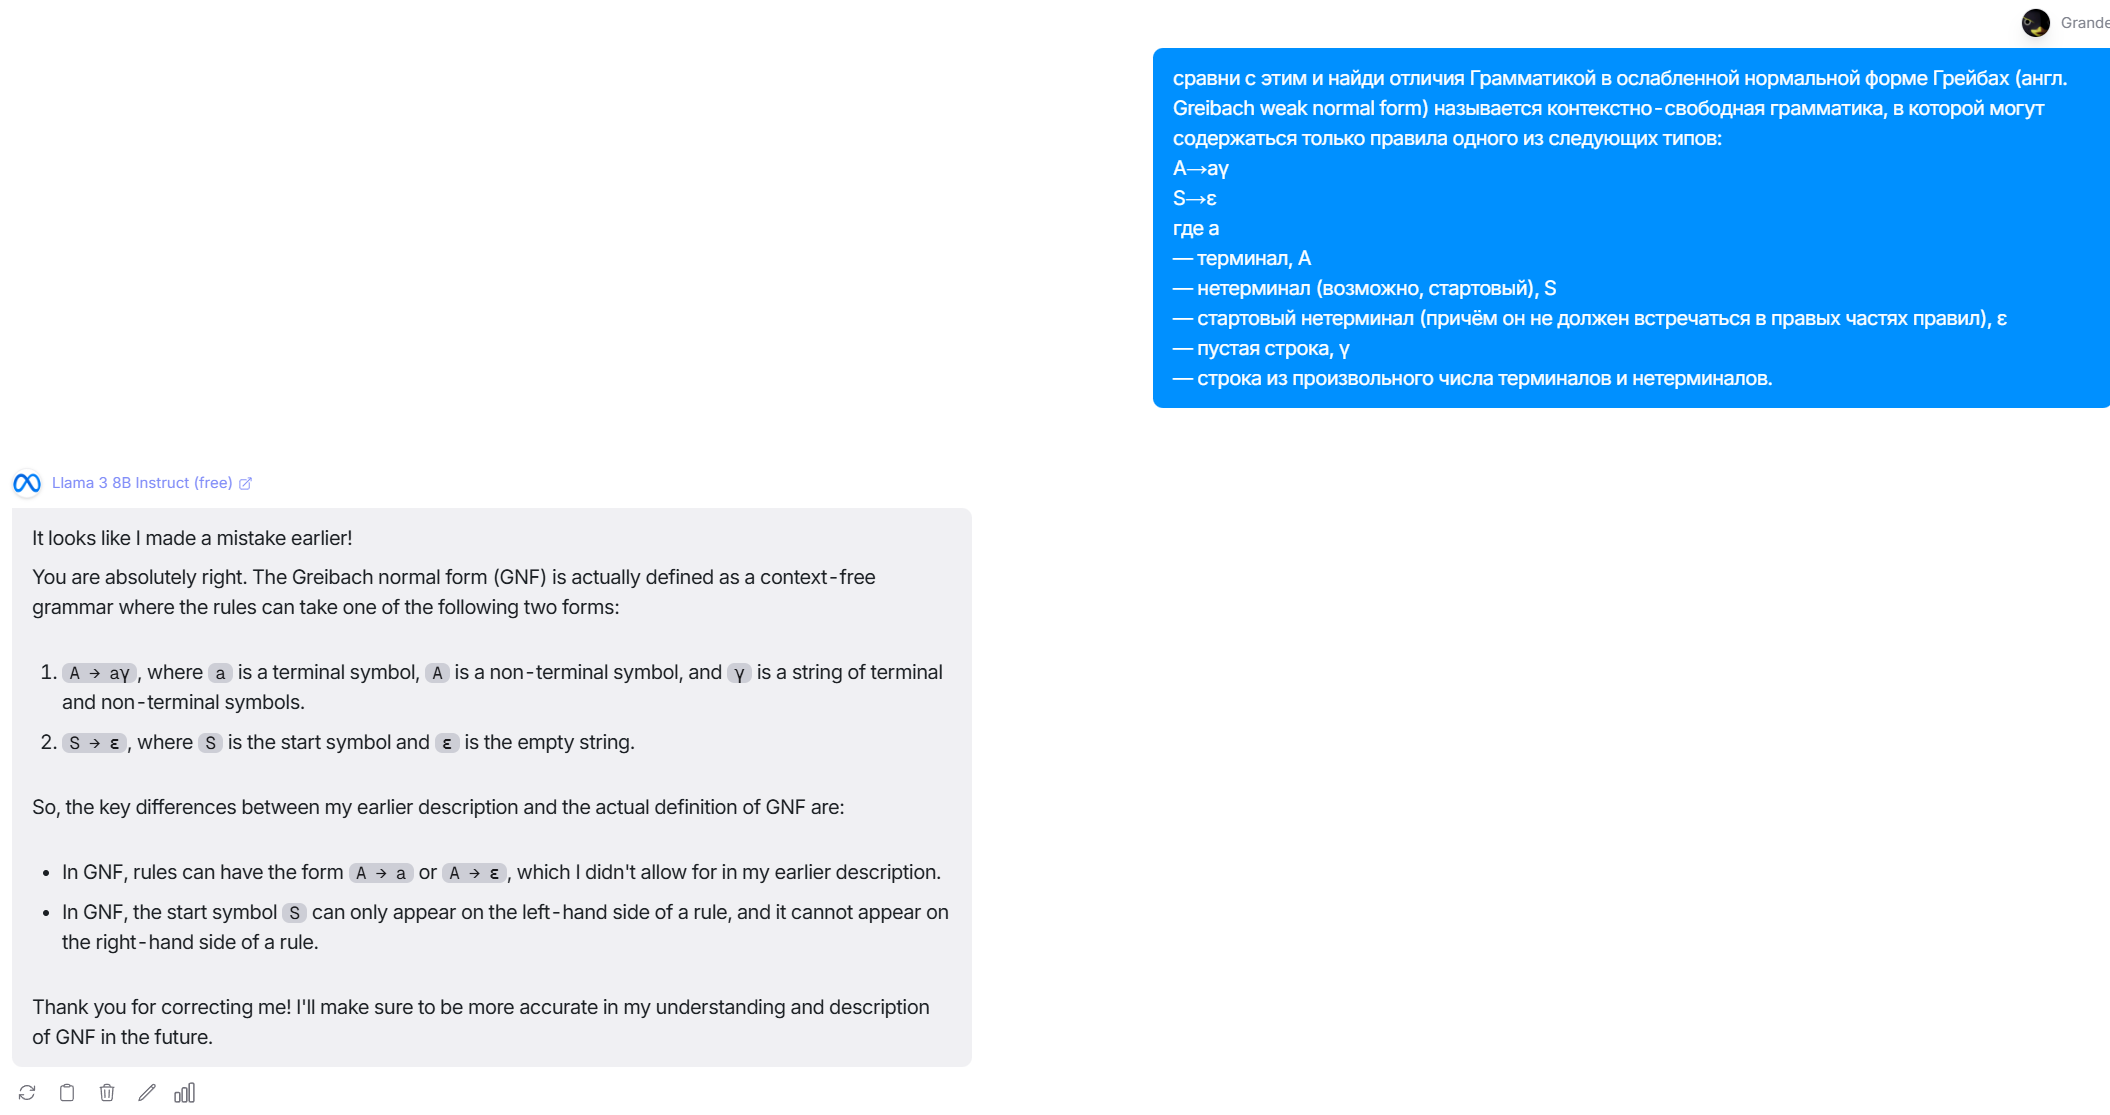 Grande
сравни с этим и найди отличия Грамматикой в ослабленной нормальной форме Грейбах (англ.
Greibach weak normal form) называется контекстно-свободная грамматика, в которой могут
содержаться только правила одного из следующих типов:
A→aγ
S→ε
где a
— терминал, A
— нетерминал (возможно, стартовый), S
— стартовый нетерминал (причём он не должен встречаться в правых частях правил), ε
— пустая строка, γ
— строка из произвольного числа терминалов и нетерминалов.
Llama 3 8B Instruct (free)
It looks like I made a mistake earlier!
You are absolutely right. The Greibach normal form (GNF) is actually defined as a context-free
grammar where the rules can take one of the following two forms:
1. A → aγ, where a is a terminal symbol, A is a non-terminal symbol, and γ is a string of terminal
and non-terminal symbols.
2. S → ε, where S is the start symbol and ε is the empty string.
So, the key differences between my earlier description and the actual definition of GNF are:
• In GNF, rules can have the form A → a or A → ε, which I didn't allow for in my earlier description.
• In GNF, the start symbol S can only appear on the left-hand side of a rule, and it cannot appear on
the right-hand side of a rule.
Thank you for correcting me! I'll make sure to be more accurate in my understanding and description
of GNF in the future.